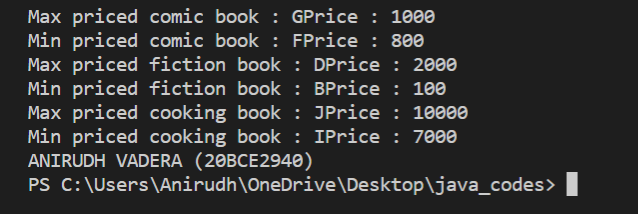 Max priced comic book : GPrice : 1000
Min priced comic book : FPrice : 800
Max priced fiction book : DPrice : 2000
Min priced fiction book : BPrice : 100
Max priced cooking book : JPrice : 10000
Min priced cooking book : IPrice : 7000
ANIRUDH VADERA (20BCE2940)
PS C:\Users\Anirudh\OneDrive\Desktop\java_codes>